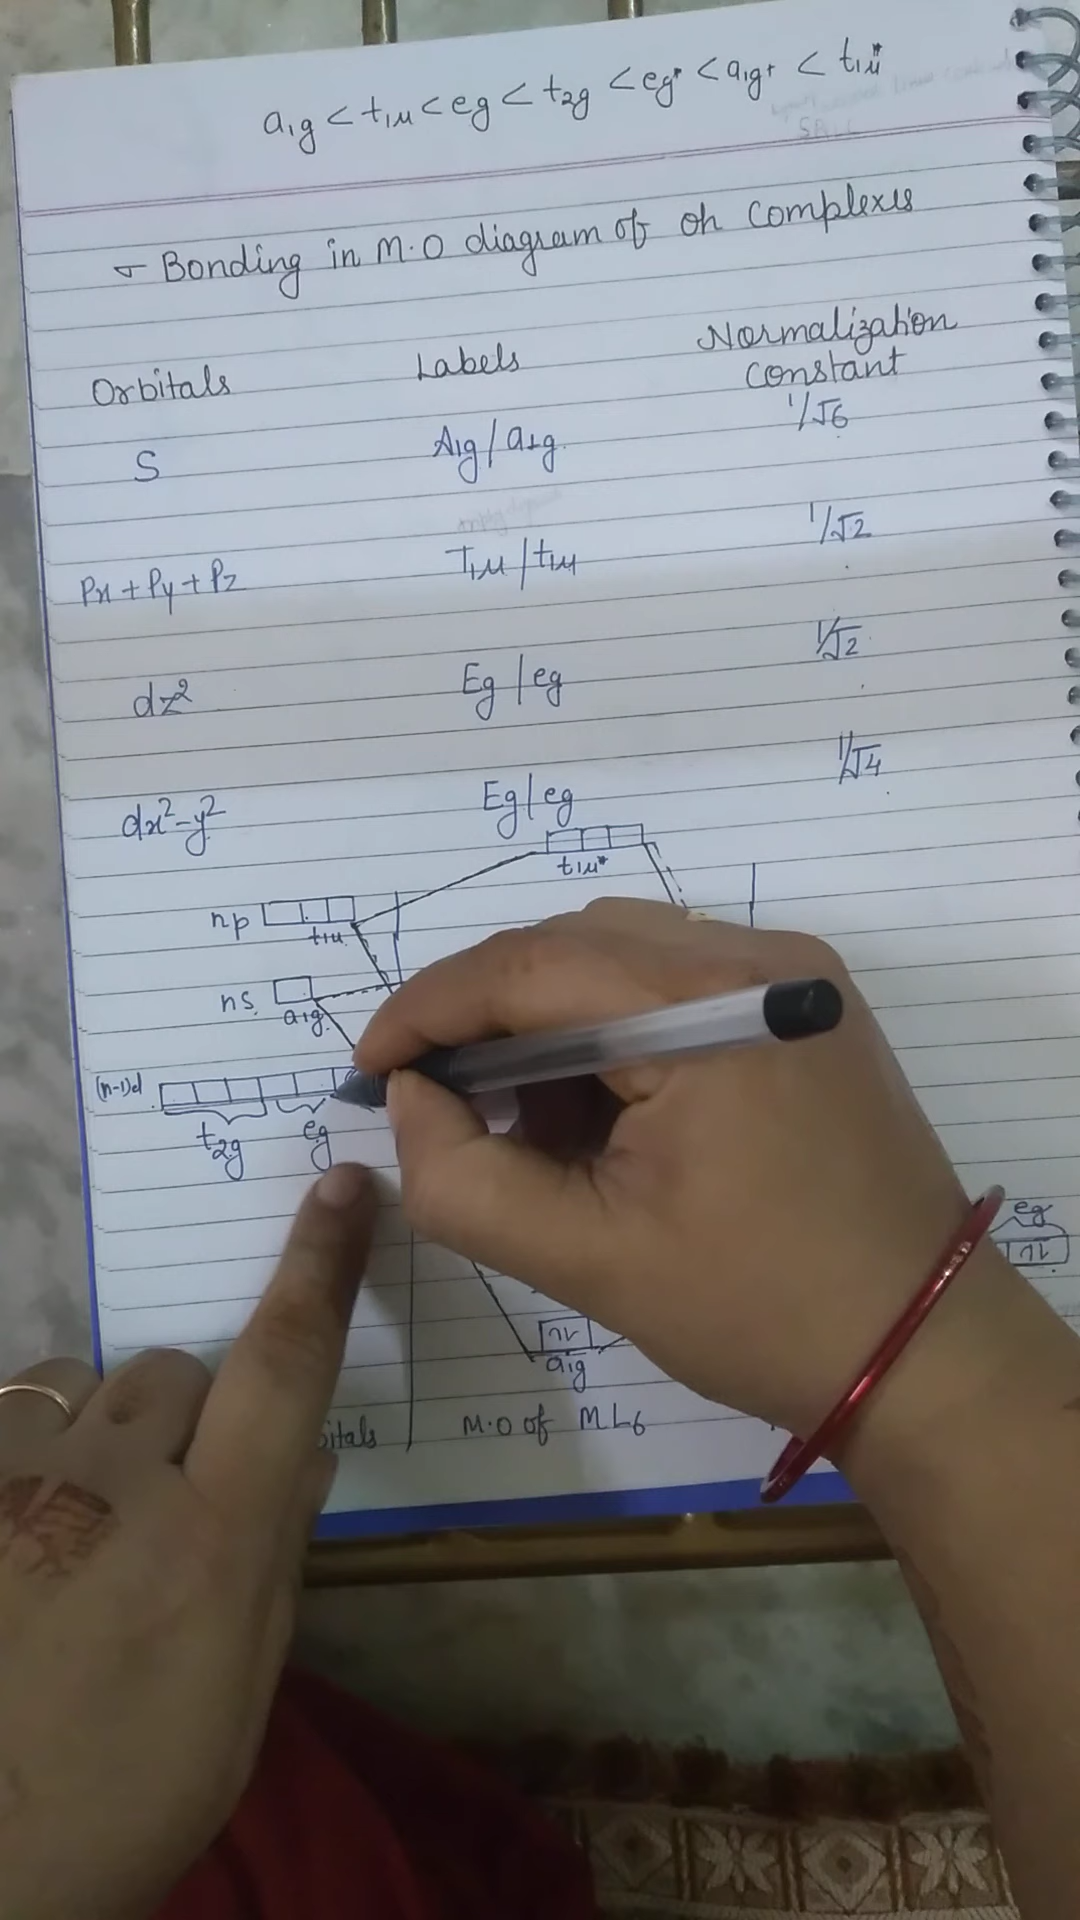 a1g < t1u < eg < t2g < eg* < a1g* < t1u*
σ Bonding in M.O diagram of oh complexes
Orbitals Labels Normalization constant
S A1g/a1g 1/√6
Px + Py + Pz T1u/t1u 1/√2
dz² Eg/eg 1/√2
dx²-y² Eg/eg 1/√4
t1u*
np
t1u
ns
a1g
(n-1)d
t2g eg
eg
a1g
M.O of ML6